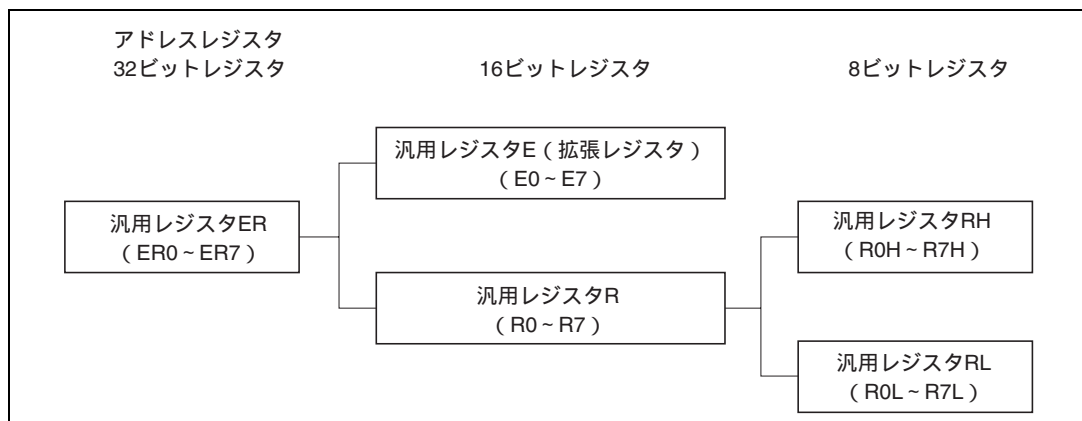 アドレスレジスタ
32ビットレジスタ
16ビットレジスタ
8ビットレジスタ
汎用レジスタE(拡張レジスタ)
(E0~E7)
汎用レジスタER
(ER0~ER7)
汎用レジスタRH
(R0H~R7H)
汎用レジスタR
(R0~R7)
汎用レジスタRL
(R0L~R7L)